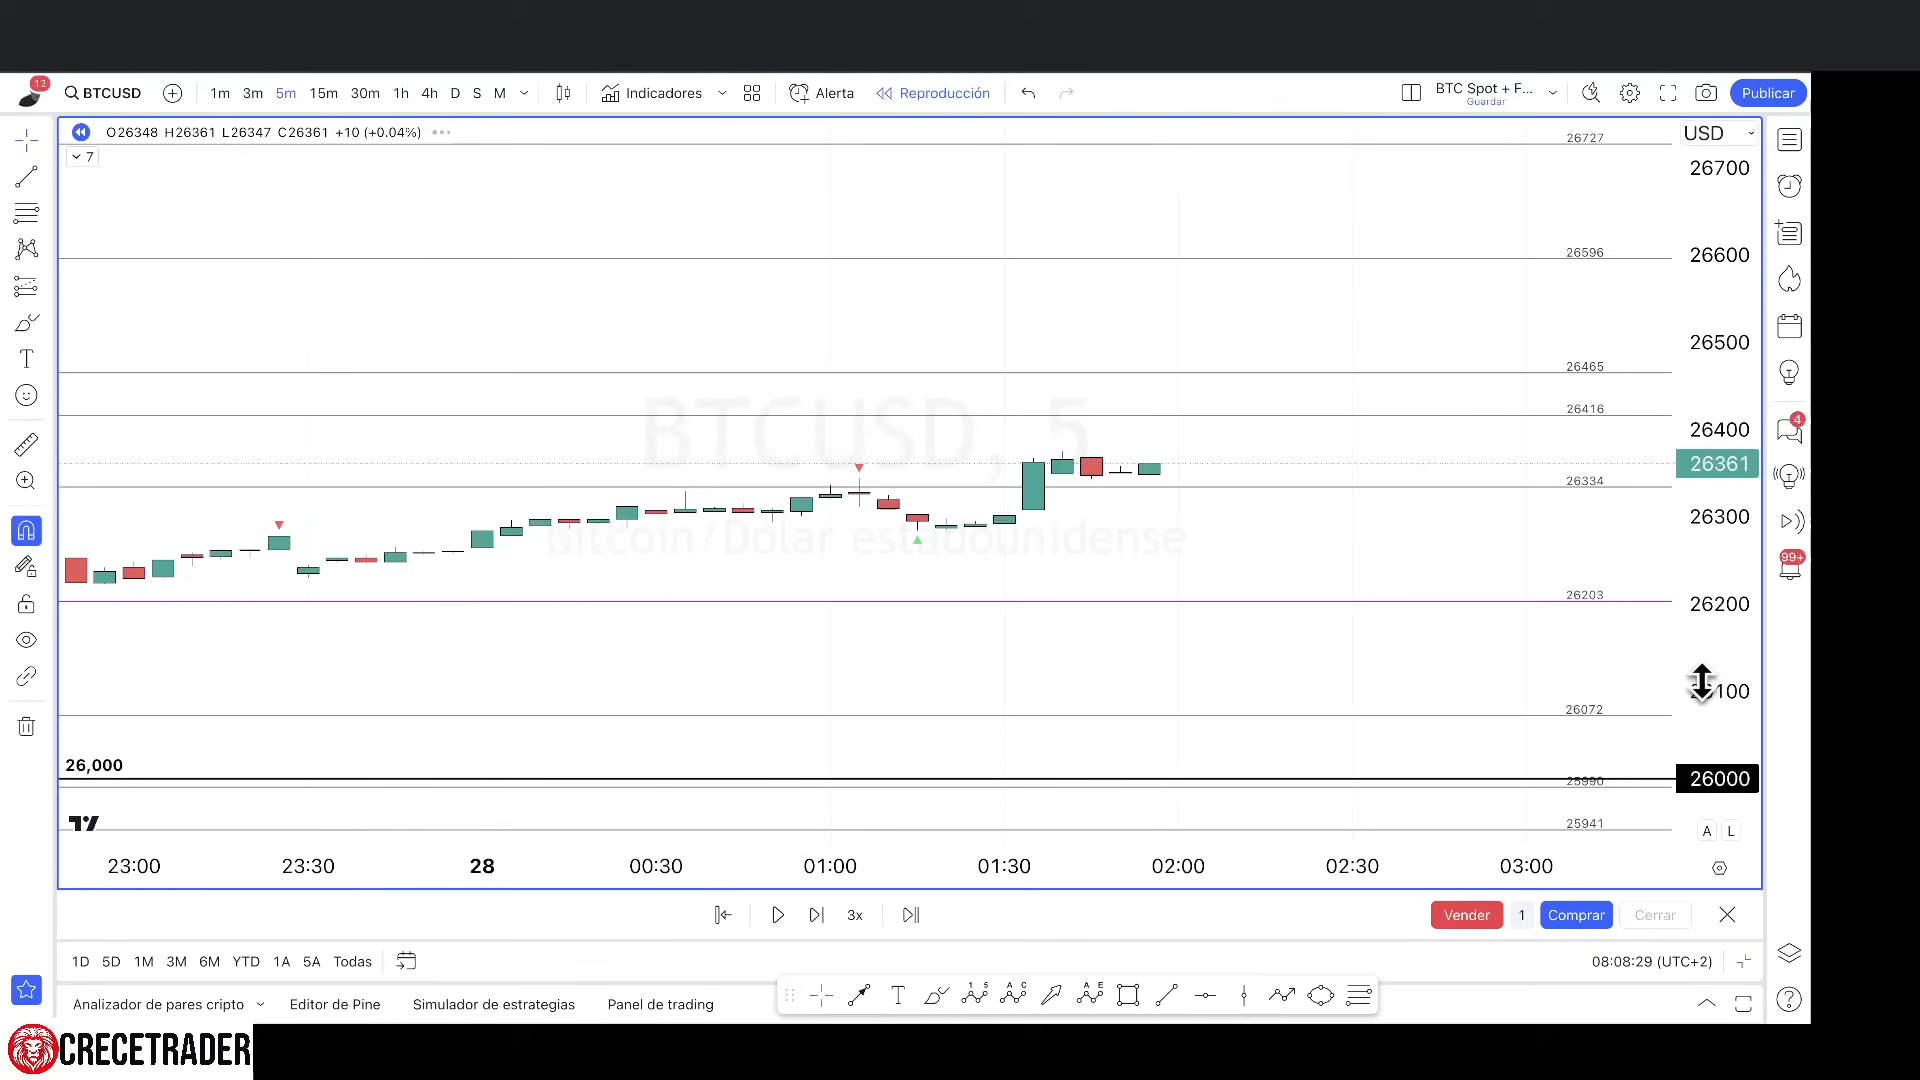 12
BTCUSD
1m 3m 5m 15m 30m 1h 4h D S M
Indicadores
Alerta
Reproducción
BTC Spot + F...
Guardar
Publicar
O26348 H26361 L26347 C26361 +10 (+0.04%)
7
USD
26727
26700
26596
26600
26500
26465
26416
26400
26361
26334
26300
26203
26200
100
26072
26,000
26000
25990
25941
A L
BTCUSD, 5
Bitcoin/Dólar estadounidense
4
99+
23:00 23:30 28 00:30 01:00 01:30 02:00 02:30 03:00
3x
Vender 1 Comprar Cerrar
1D 5D 1M 3M 6M YTD 1A 5A Todas
08:08:29 (UTC+2)
Analizador de pares cripto Editor de Pine Simulador de estrategias Panel de trading
CRECETRADER